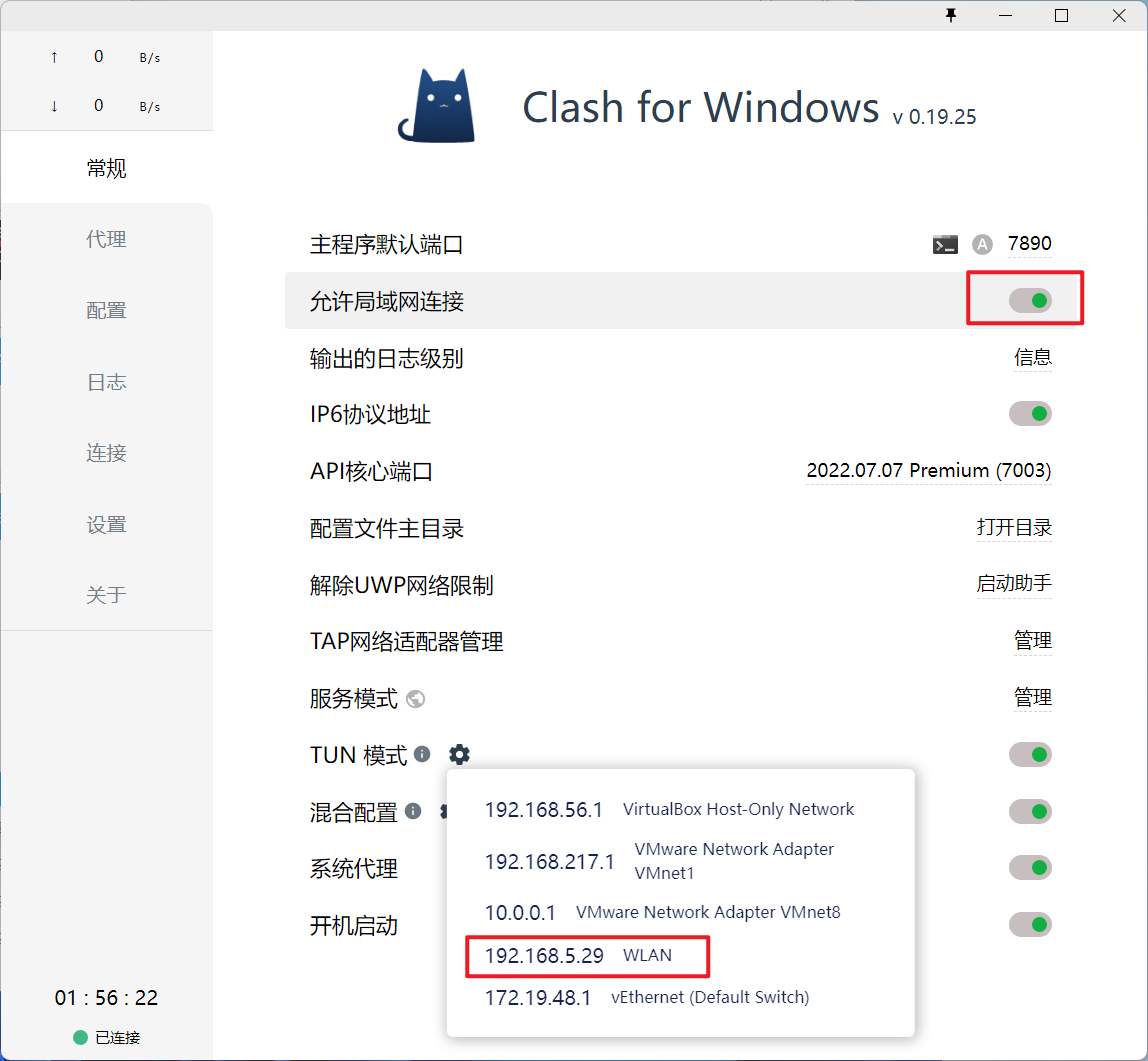 ↑ 0 B/s
↓ 0 B/s
常规
代理
配置
日志
连接
设置
关于
01 : 56 : 22
已连接
Clash for Windows v 0.19.25
主程序默认端口 A 7890
允许局域网连接
输出的日志级别 信息
IP6协议地址
API核心端口 2022.07.07 Premium (7003)
配置文件主目录 打开目录
解除UWP网络限制 启动助手
TAP网络适配器管理 管理
服务模式 管理
TUN 模式
混合配置
系统代理
开机启动
192.168.56.1 VirtualBox Host-Only Network
192.168.217.1 VMware Network Adapter
VMnet1
10.0.0.1 VMware Network Adapter VMnet8
192.168.5.29 WLAN
172.19.48.1 vEthernet (Default Switch)